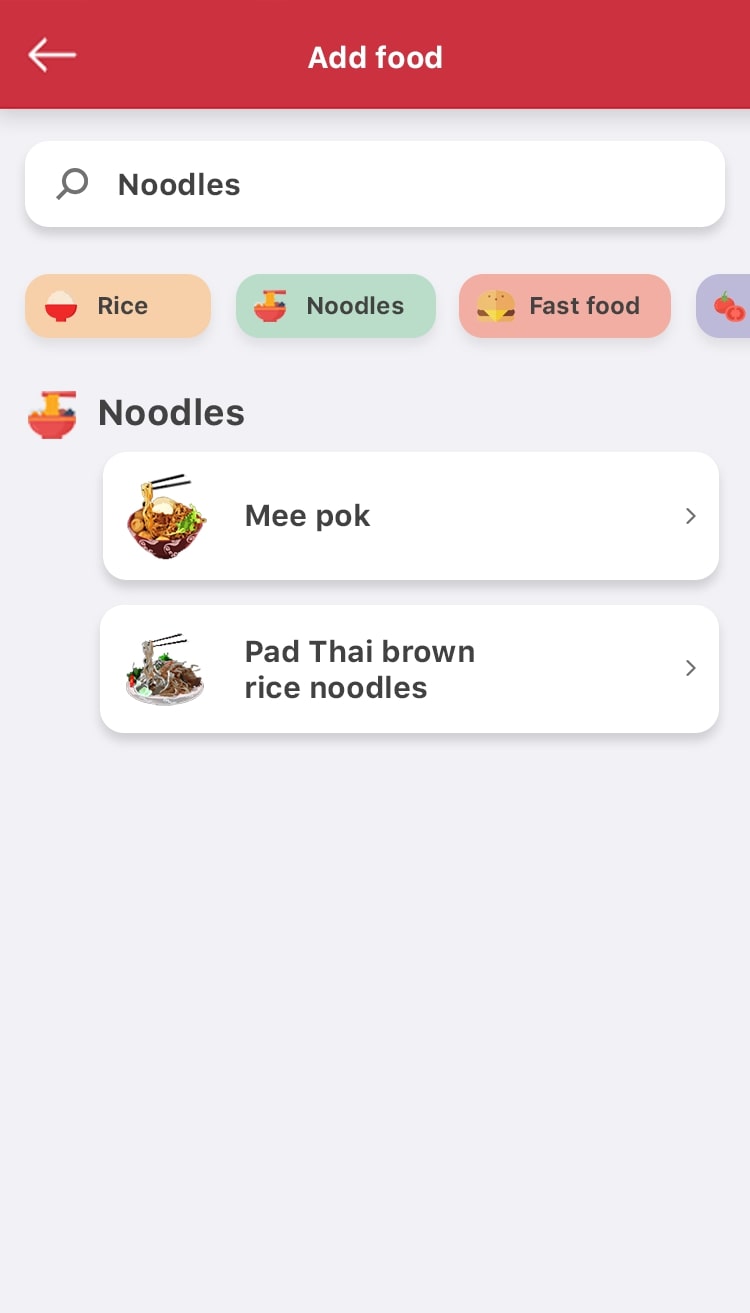 Add food
Noodles
Rice
Noodles
Fast food
Noodles
Mee pok
Pad Thai brown
rice noodles